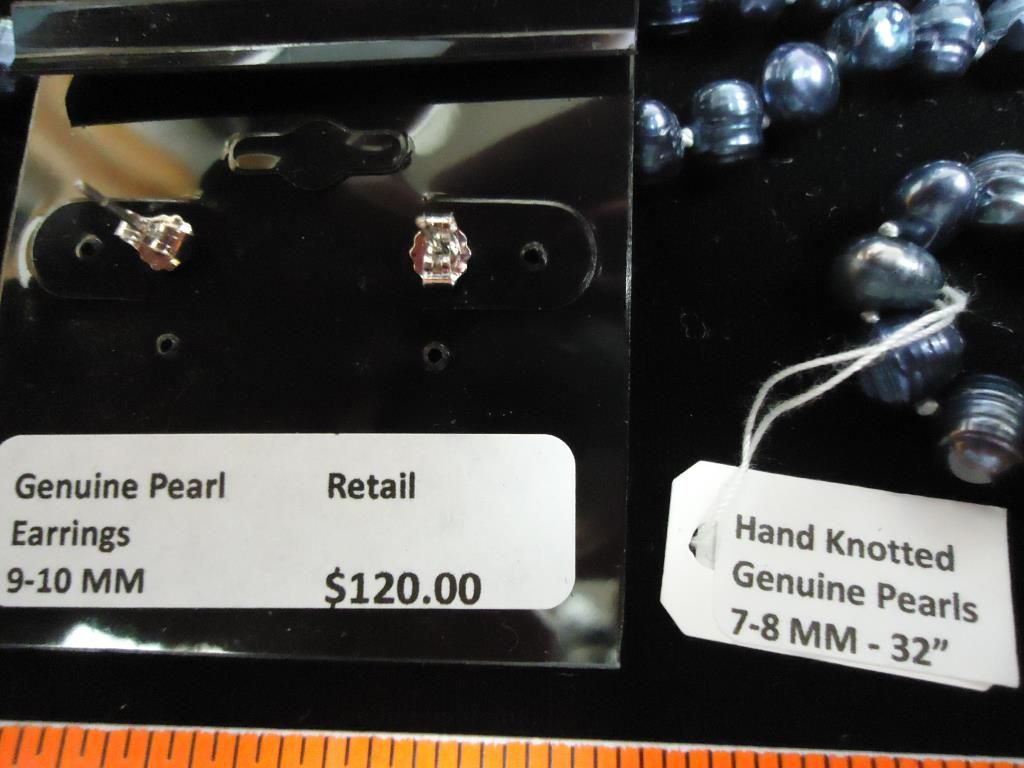 Genuine Pearl Retail
Earrings
9-10 MM $120.00
Hand Knotted
Genuine Pearls
7-8 MM - 32”